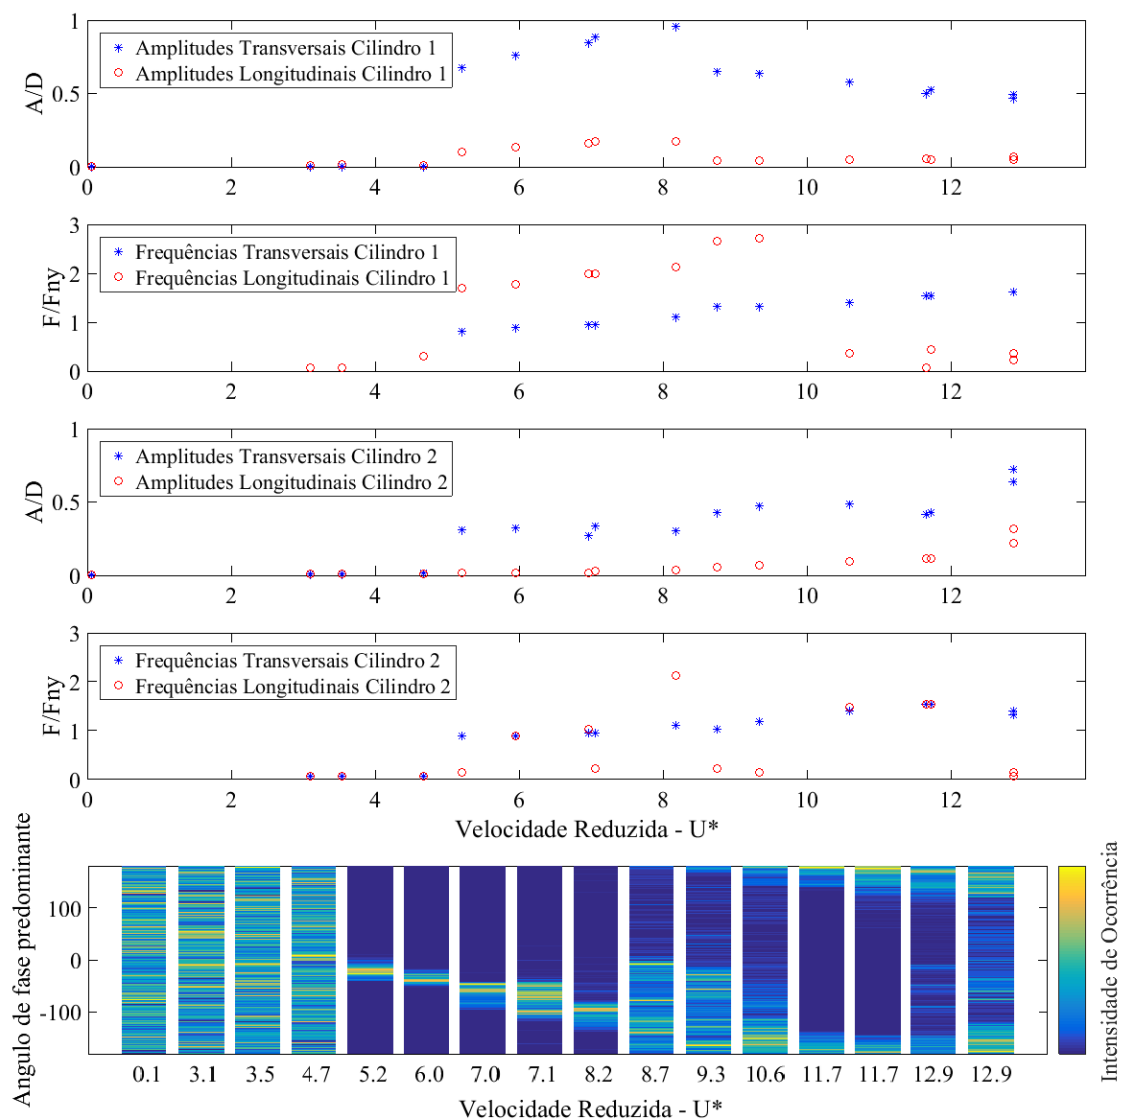 1
Amplitudes Transversais Cilindro 1
Amplitudes Longitudinais Cilindro 1
A/D
0.5
0
0 2 4 6 8 10 12
3
Frequências Transversais Cilindro 1
Frequências Longitudinais Cilindro 1
F/Fny
2
1
0
0 2 4 6 8 10 12
1
Amplitudes Transversais Cilindro 2
Amplitudes Longitudinais Cilindro 2
A/D
0.5
0
0 2 4 6 8 10 12
3
Frequências Transversais Cilindro 2
Frequências Longitudinais Cilindro 2
F/Fny
2
1
0
0 2 4 6 8 10 12
Velocidade Reduzida - U*
Angulo de fase predominante
100
0
-100
Intensidade de Ocorrência
0.1 3.1 3.5 4.7 5.2 6.0 7.0 7.1 8.2 8.7 9.3 10.6 11.7 11.7 12.9 12.9
Velocidade Reduzida - U*